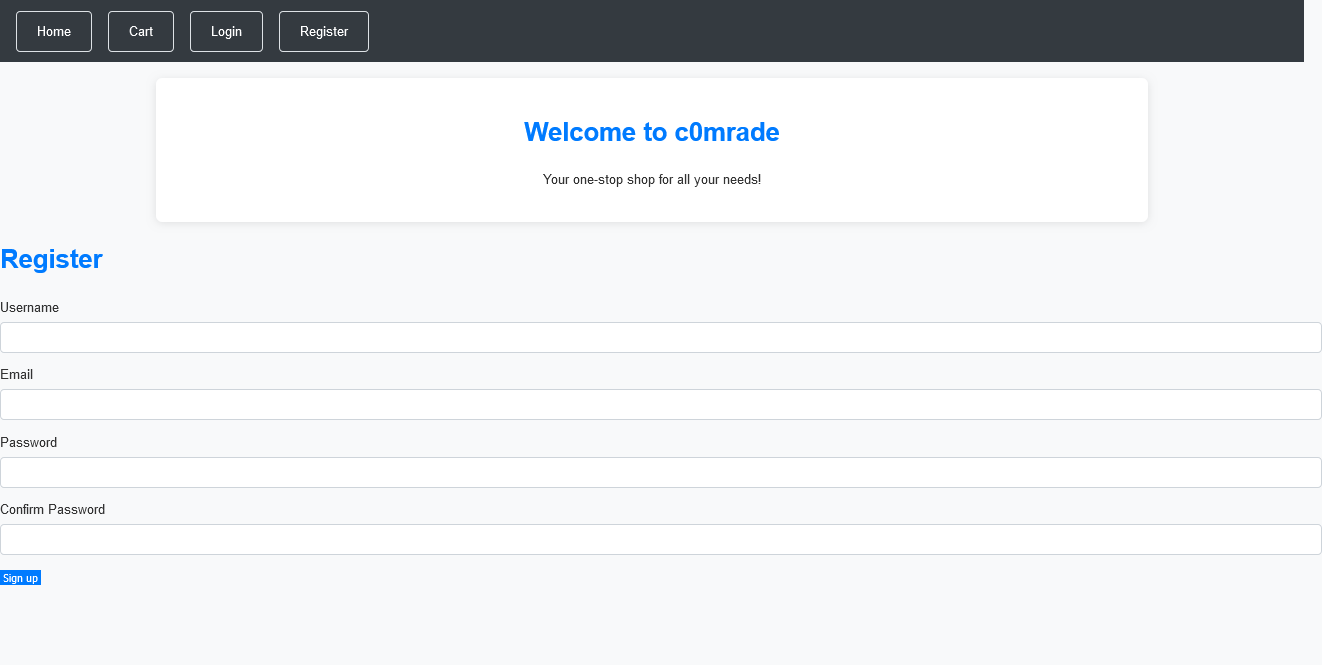 Home Cart Login Register
Welcome to c0mrade
Your one-stop shop for all your needs!
Register
Username
Email
Password
Confirm Password
Sign up